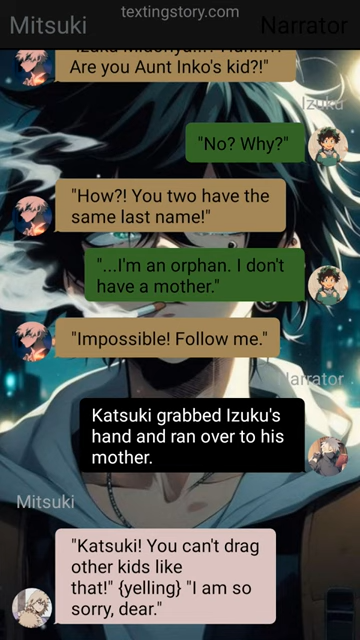 textingstory.com
Mitsuki
Narrator
Are you Aunt Inko's kid?!"
Izuku
"No? Why?"
"How?! You two have the
same last name!"
"...I'm an orphan. I don't
have a mother."
"Impossible! Follow me."
Narrator
Katsuki grabbed Izuku's
hand and ran over to his
mother.
Mitsuki
"Katsuki! You can't drag
other kids like
that!" {yelling} "I am so
sorry, dear."